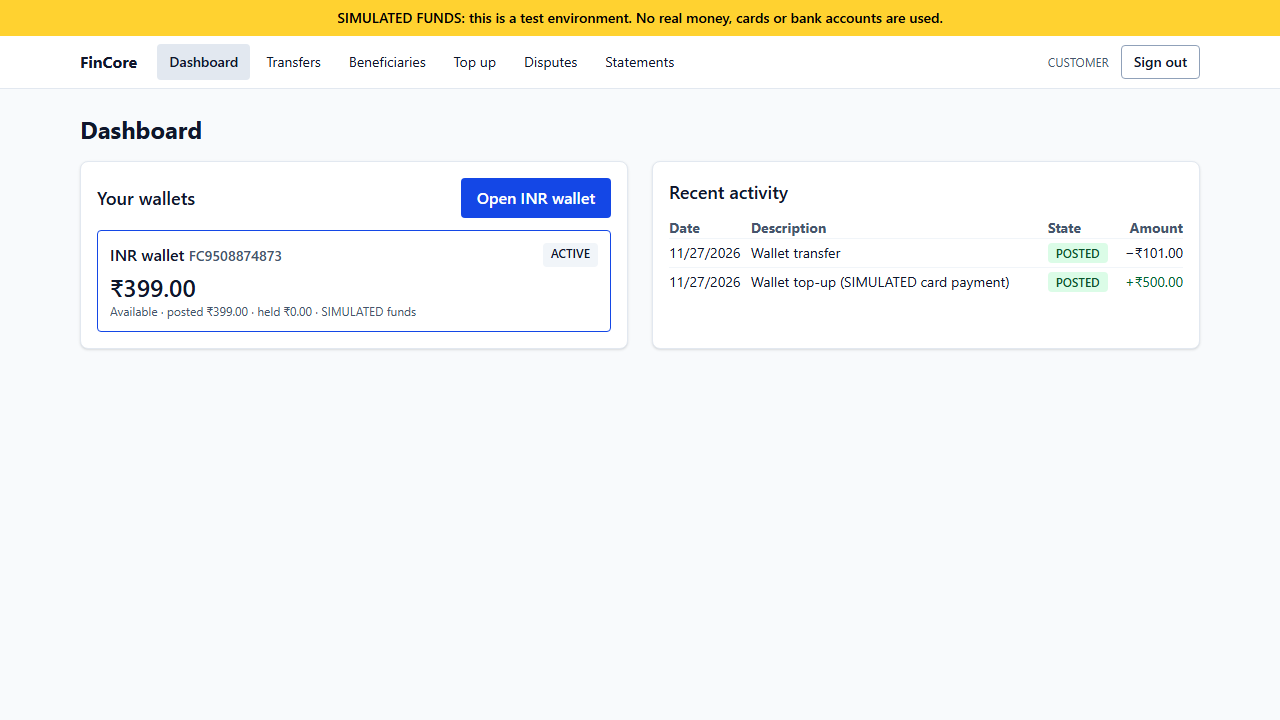 SIMULATED FUNDS: this is a test environment. No real money, cards or bank accounts are used.
FinCore Dashboard Transfers Beneficiaries Top up Disputes Statements CUSTOMER Sign out
Dashboard
Your wallets Open INR wallet
INR wallet FC9508874873 ACTIVE
₹399.00
Available · posted ₹399.00 · held ₹0.00 · SIMULATED funds
Recent activity
Date Description State Amount
11/27/2026 Wallet transfer POSTED −₹101.00
11/27/2026 Wallet top-up (SIMULATED card payment) POSTED +₹500.00